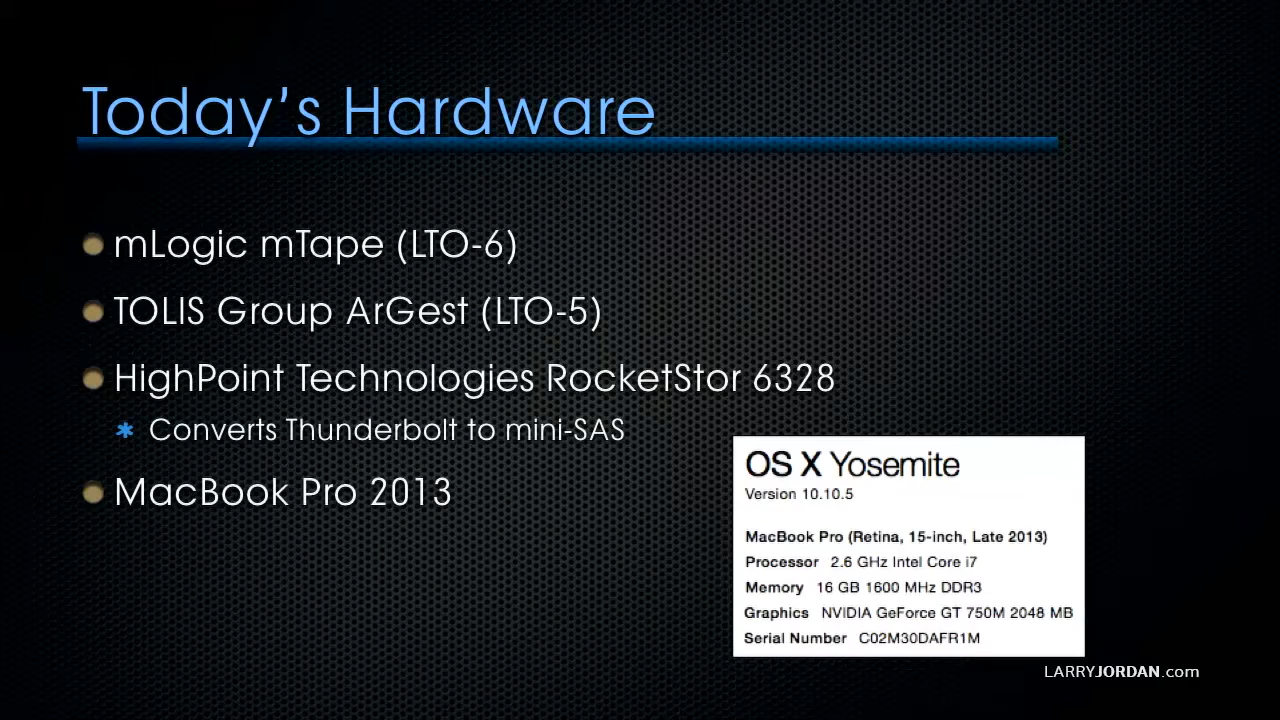 Today's Hardware
mLogic mTape (LTO-6)
TOLIS Group ArGest (LTO-5)
HighPoint Technologies RocketStor 6328
Converts Thunderbolt to mini-SAS
MacBook Pro 2013
OS X Yosemite
Version 10.10.5
MacBook Pro (Retina, 15-inch, Late 2013)
Processor 2.6 GHz Intel Core i7
Memory 16 GB 1600 MHz DDR3
Graphics NVIDIA GeForce GT 750M 2048 MB
Serial Number C02M30DAFR1M
LARRYJORDAN.com